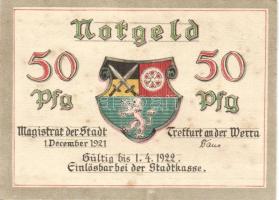 Notgeld
50 50
Pfg Pfg
Magistrat der Stadt Treffurt an der Werra
1. December 1921
Gültig bis 1. 4. 1922.
Einlösbar bei der Stadtkasse.